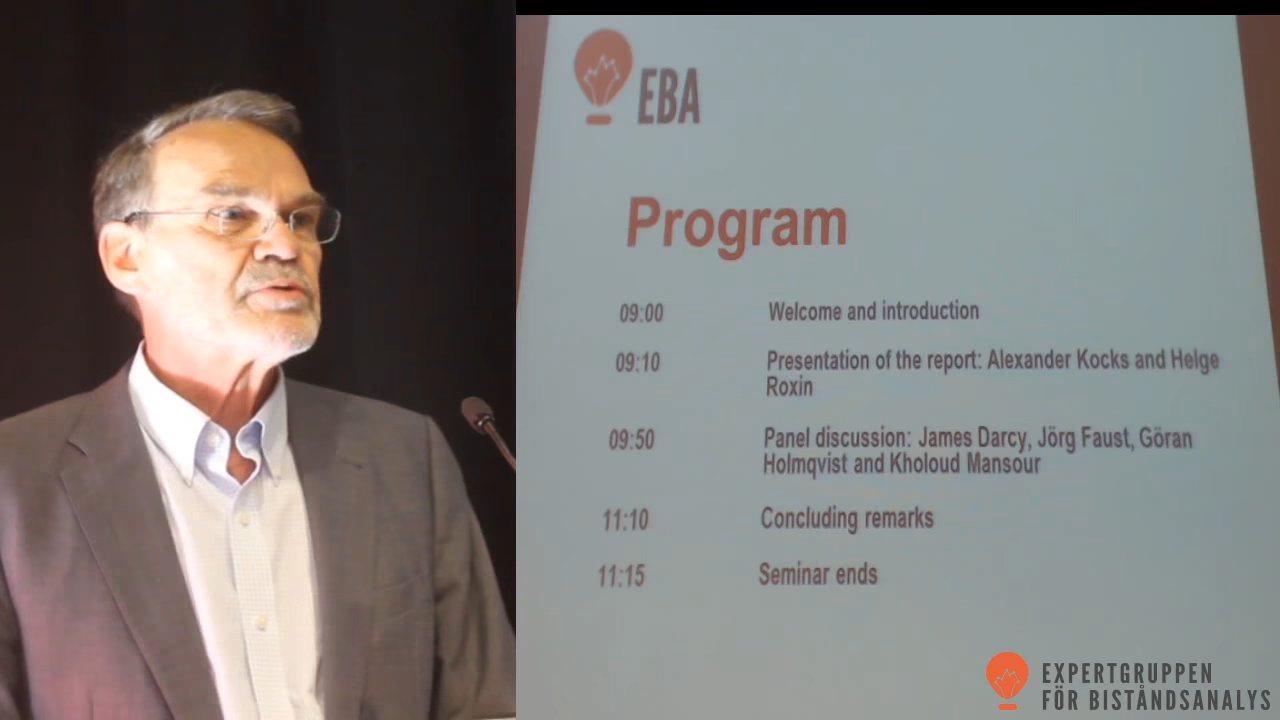 EBA
Program
09:00 Welcome and introduction
09:10 Presentation of the report: Alexander Kocks and Helge
Roxin
09:50 Panel discussion: James Darcy, Jörg Faust, Göran
Holmqvist and Kholoud Mansour
11:10 Concluding remarks
11:15 Seminar ends
EXPERTGRUPPEN
FÖR BISTÅNDSANALYS